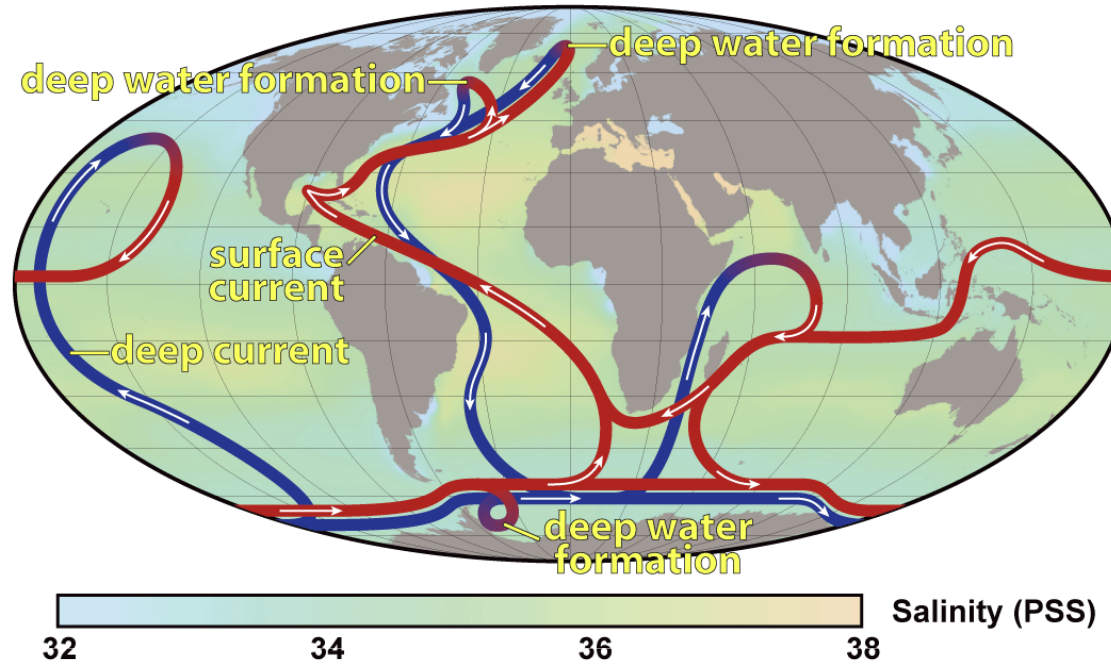 deep water formation
deep water formation
surface
current
deep current
deep water
formation
Salinity (PSS)
32 34 36 38